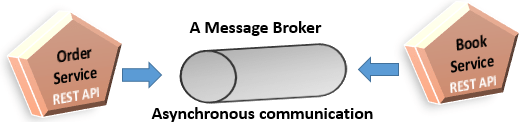 A Message Broker
Order
Service
REST API
Book
Service
REST API
Asynchronous communication